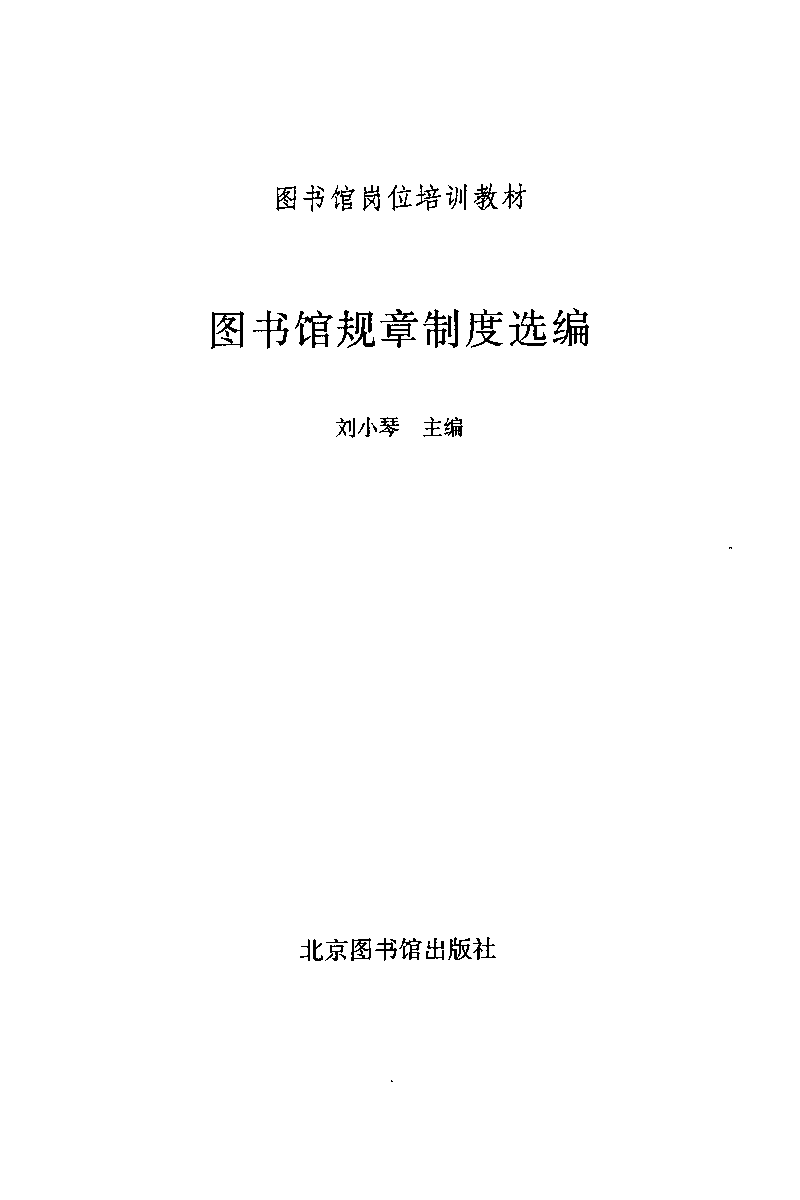 图书馆岗位培训教材
图书馆规章制度选编
刘小琴　主编
北京图书馆出版社